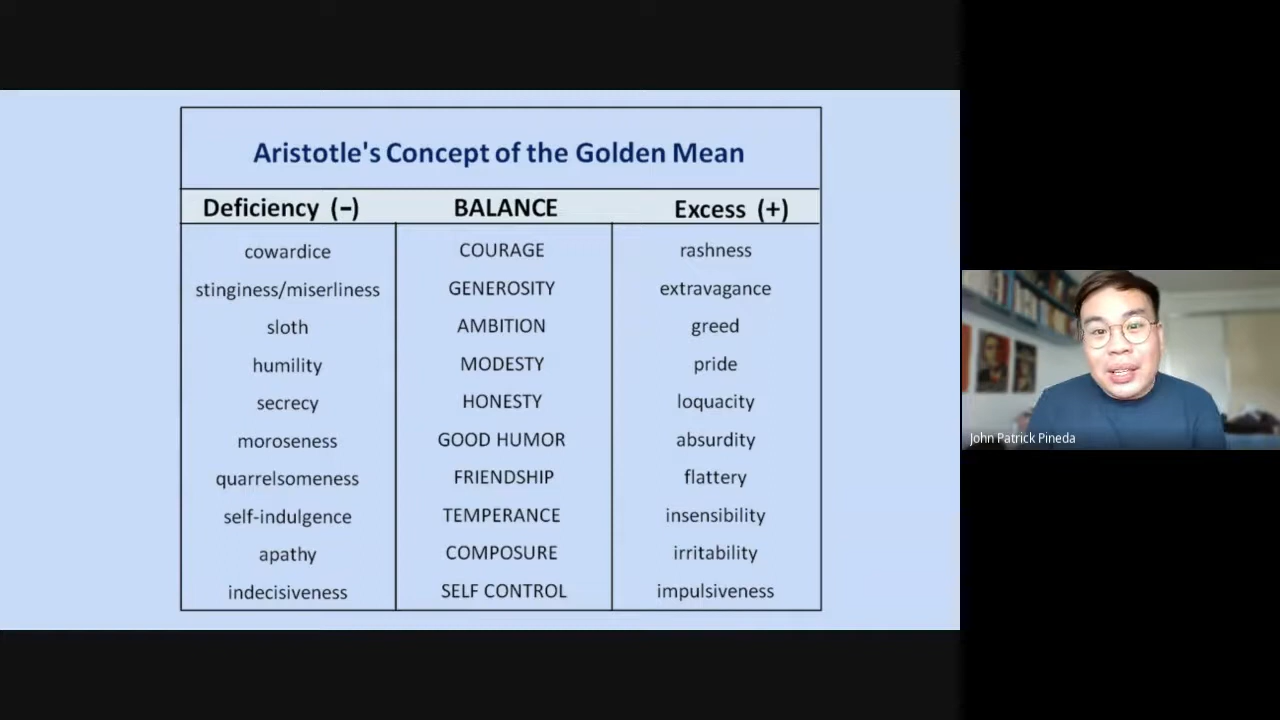 Aristotle's Concept of the Golden Mean
Deficiency (-) BALANCE Excess (+)
cowardice COURAGE rashness
stinginess/miserliness GENEROSITY extravagance
sloth AMBITION greed
humility MODESTY pride
secrecy HONESTY loquacity
moroseness GOOD HUMOR absurdity
quarrelsomeness FRIENDSHIP flattery
self-indulgence TEMPERANCE insensibility
apathy COMPOSURE irritability
indecisiveness SELF CONTROL impulsiveness
John Patrick Pineda